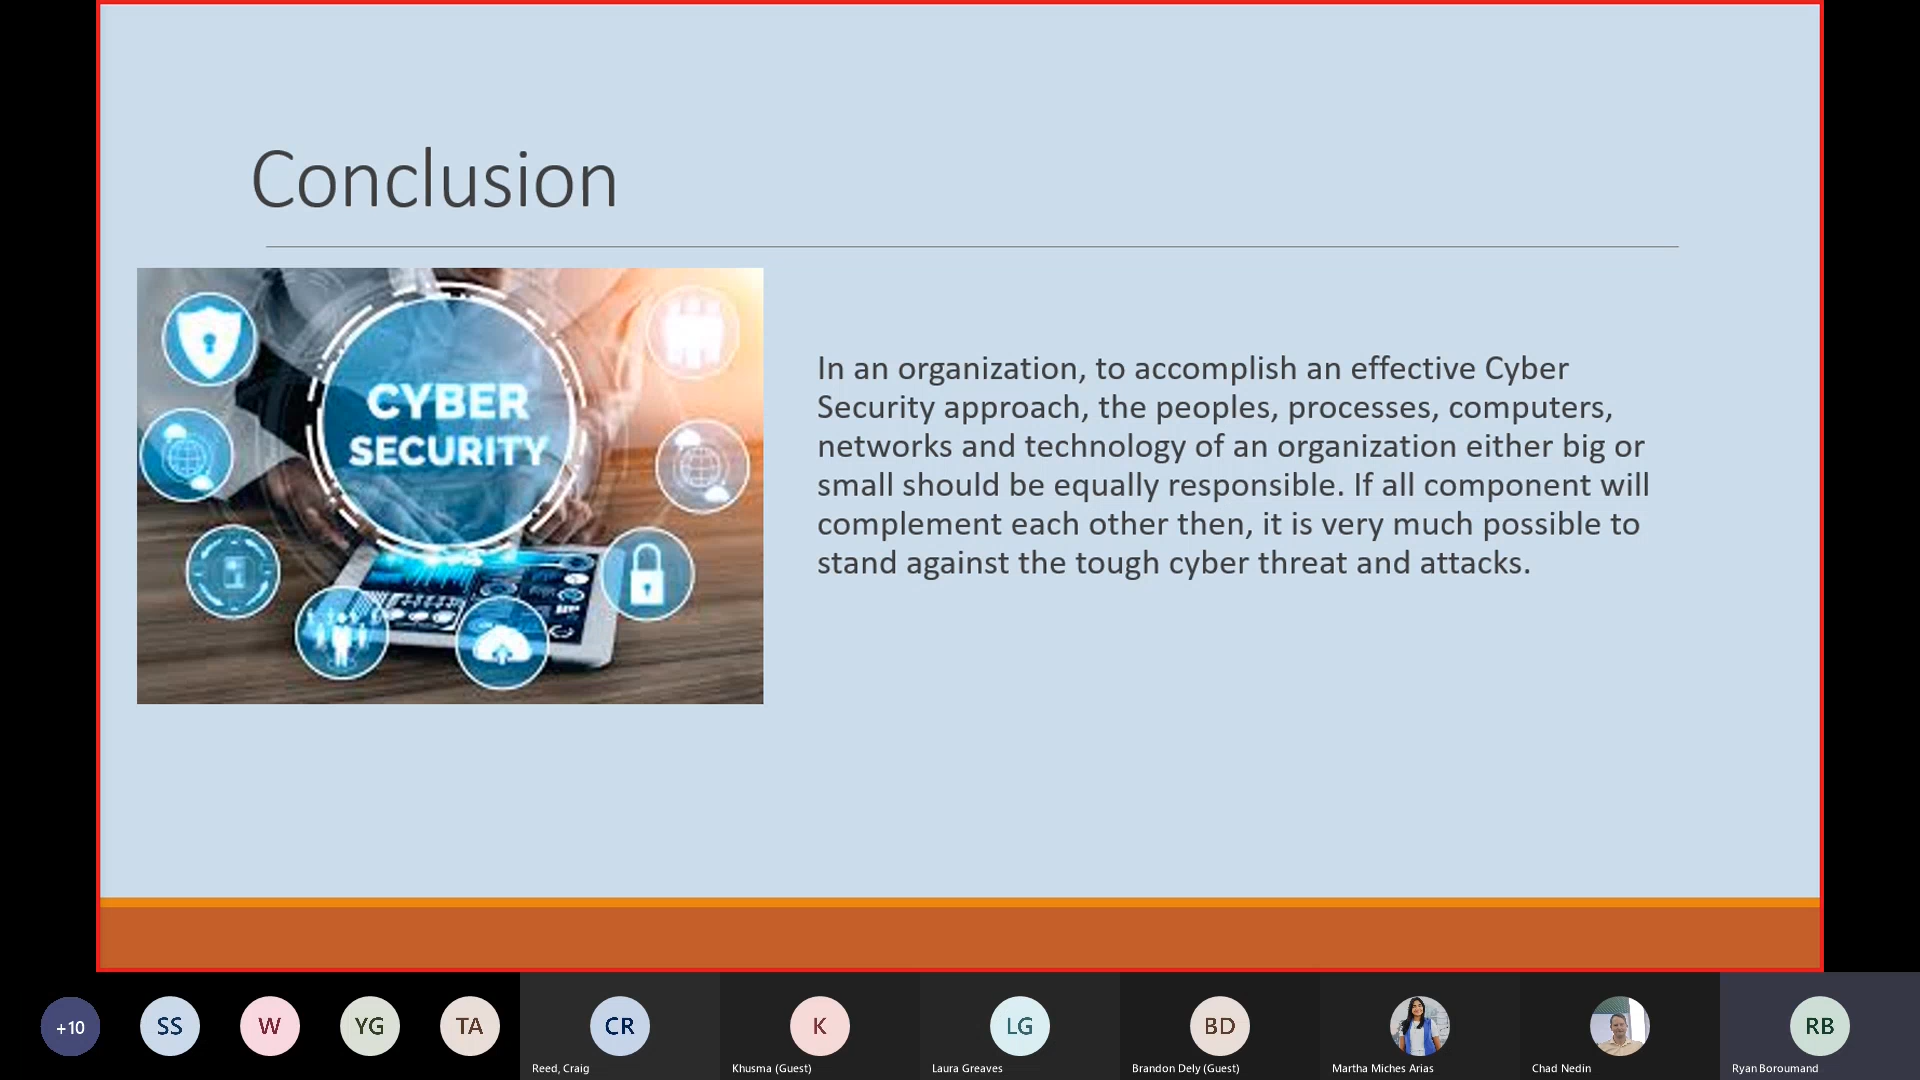 Conclusion
CYBER
SECURITY
In an organization, to accomplish an effective Cyber
Security approach, the peoples, processes, computers,
networks and technology of an organization either big or
small should be equally responsible. If all component will
complement each other then, it is very much possible to
stand against the tough cyber threat and attacks.
+10
SS
W
YG
TA
CR
K
LG
BD
RB
Reed, Craig
Khusma (Guest)
Laura Greaves
Brandon Dely (Guest)
Martha Miches Arias
Chad Nedin
Ryan Boroumand